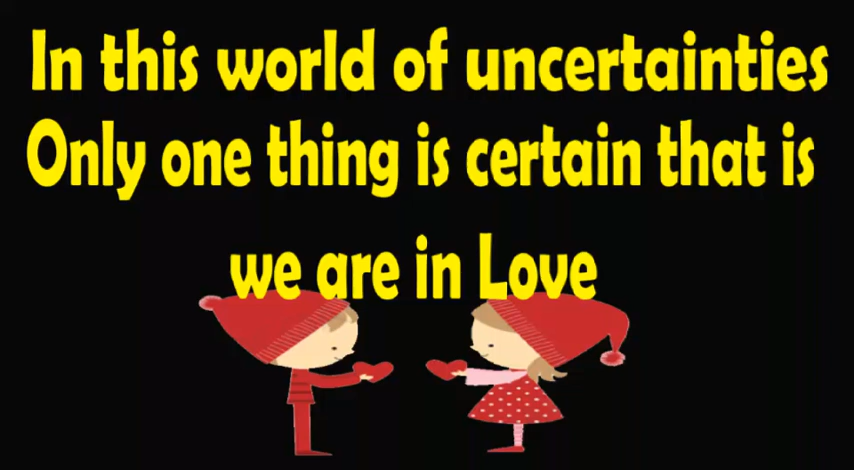 In this world of uncertainties
Only one thing is certain that is
we are in Love